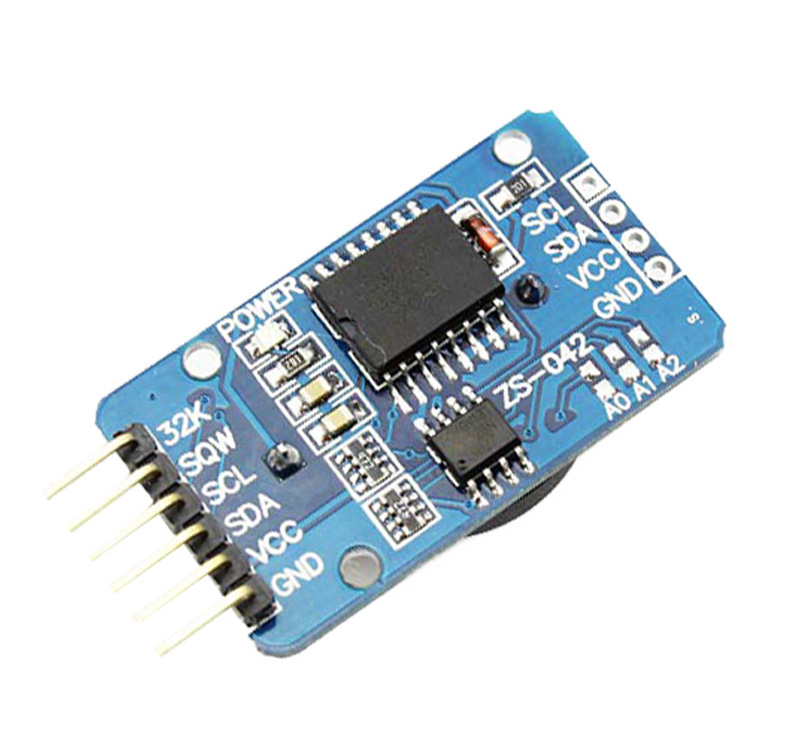 POWER
201
SCL
SDA
VCC
GND
201
ZS-042
A0 A1 A2
32K
SQW
SCL
SDA
VCC
GND